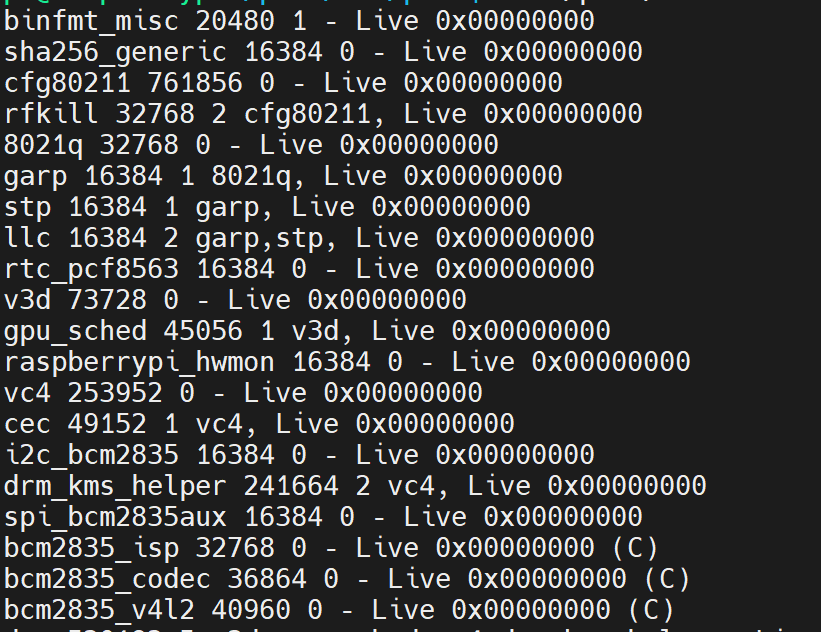 binfmt_misc 20480 1 - Live 0x00000000
sha256_generic 16384 0 - Live 0x00000000
cfg80211 761856 0 - Live 0x00000000
rfkill 32768 2 cfg80211, Live 0x00000000
8021q 32768 0 - Live 0x00000000
garp 16384 1 8021q, Live 0x00000000
stp 16384 1 garp, Live 0x00000000
llc 16384 2 garp,stp, Live 0x00000000
rtc_pcf8563 16384 0 - Live 0x00000000
v3d 73728 0 - Live 0x00000000
gpu_sched 45056 1 v3d, Live 0x00000000
raspberrypi_hwmon 16384 0 - Live 0x00000000
vc4 253952 0 - Live 0x00000000
cec 49152 1 vc4, Live 0x00000000
i2c_bcm2835 16384 0 - Live 0x00000000
drm_kms_helper 241664 2 vc4, Live 0x00000000
spi_bcm2835aux 16384 0 - Live 0x00000000
bcm2835_isp 32768 0 - Live 0x00000000 (C)
bcm2835_codec 36864 0 - Live 0x00000000 (C)
bcm2835_v4l2 40960 0 - Live 0x00000000 (C)